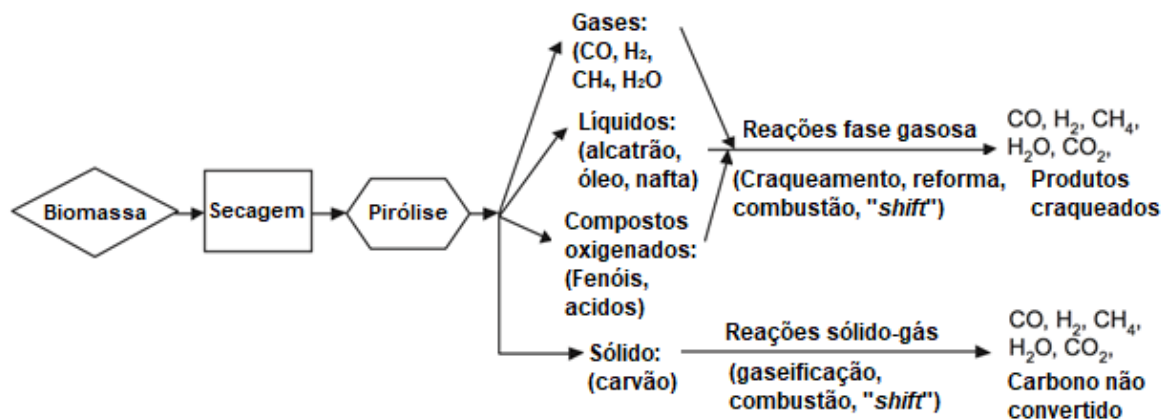 Biomassa
Secagem
Pirólise
Gases:
(CO, H₂,
CH₄, H₂O
Líquidos:
(alcatrão,
óleo, nafta)
Compostos
oxigenados:
(Fenóis,
acidos)
Sólido:
(carvão)
Reações fase gasosa
(Craqueamento, reforma,
combustão, "shift")
CO, H₂, CH₄,
H₂O, CO₂,
Produtos
craqueados
Reações sólido-gás
(gaseificação,
combustão, "shift")
CO, H₂, CH₄,
H₂O, CO₂,
Carbono não
convertido